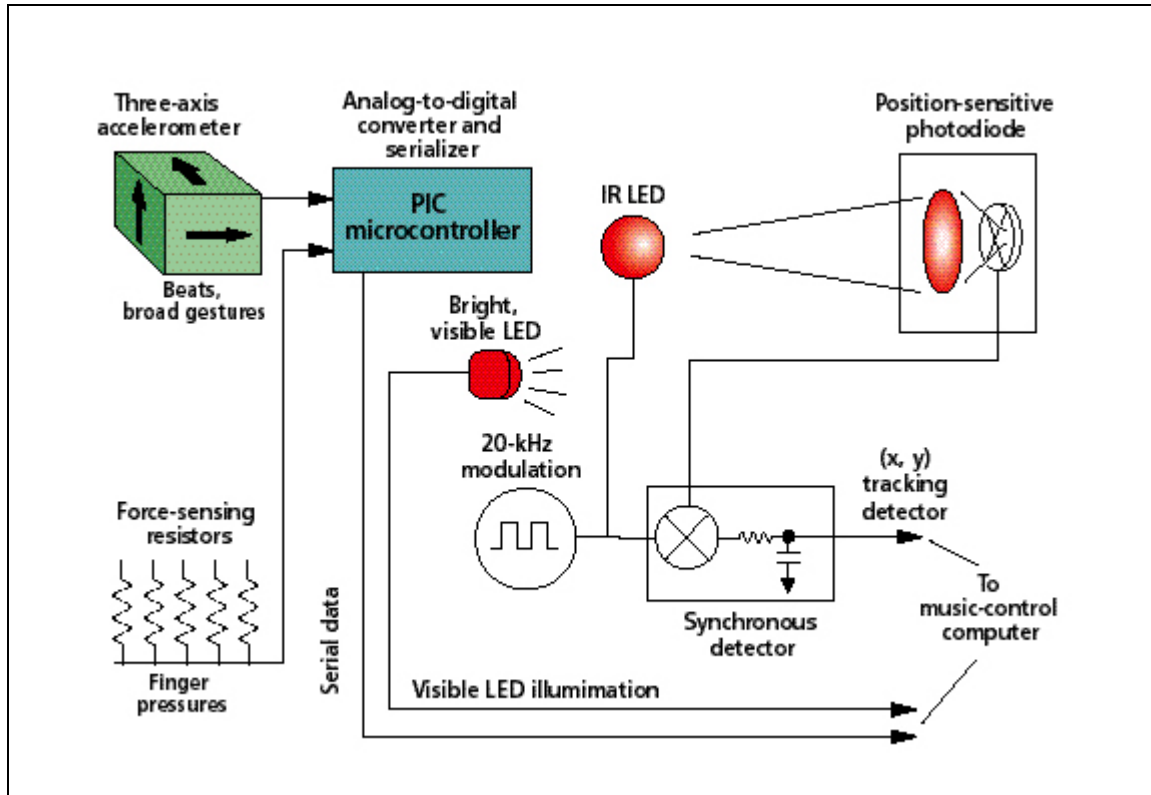 Three-axis
accelerometer
Analog-to-digital
converter and
serializer
Position-sensitive
photodiode
PIC
microcontroller
IR LED
Beats,
broad gestures
Bright,
visible LED
20-kHz
modulation
(x, y)
tracking
detector
Force-sensing
resistors
To
music-control
computer
Synchronous
detector
Serial data
Finger
pressures
Visible LED illumimation